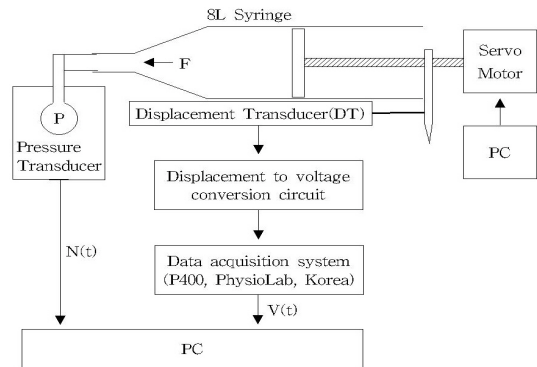 8L Syringe
F
Servo
Motor
P
Pressure
Transducer
Displacement Transducer(DT)
PC
Displacement to voltage
conversion circuit
N(t)
Data acquisition system
(P400, PhysioLab, Korea)
V(t)
PC